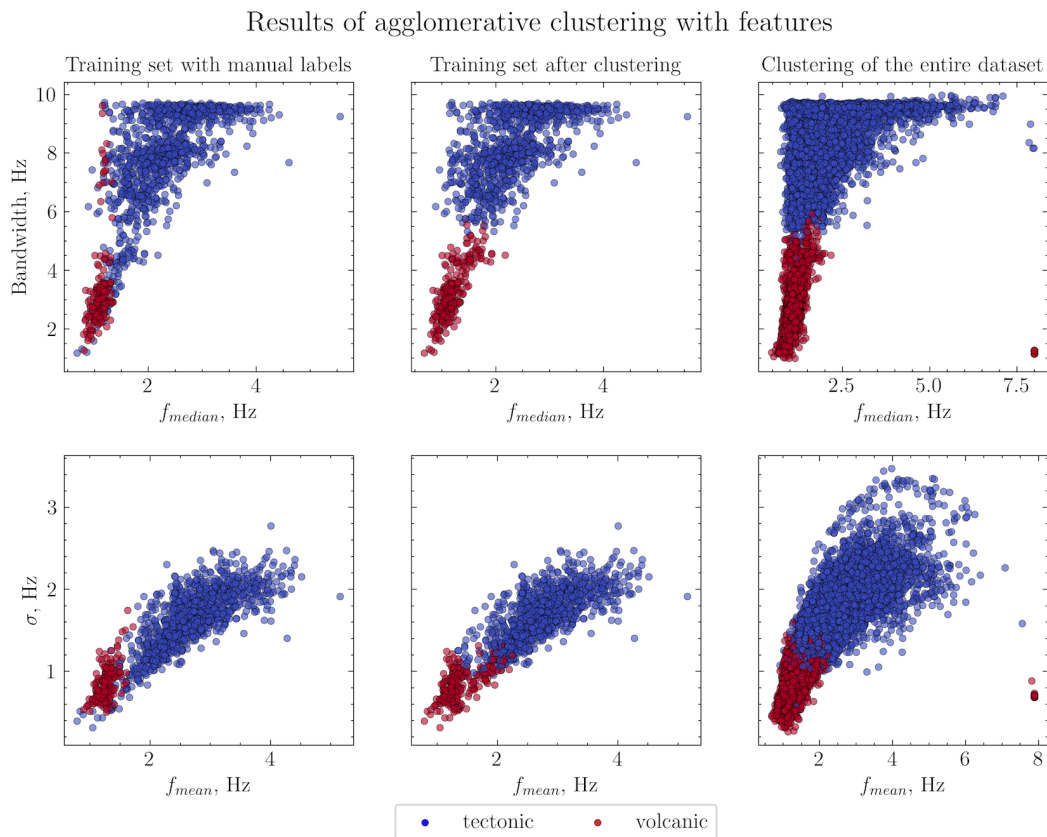 Results of agglomerative clustering with features
Training set with manual labels
Training set after clustering
Clustering of the entire dataset
10
8
6
4
2
Bandwidth, Hz
2
4
f_median, Hz
2
4
f_median, Hz
2.5
5.0
7.5
f_median, Hz
3
2
1
σ, Hz
2
4
f_mean, Hz
2
4
f_mean, Hz
2
4
6
8
f_mean, Hz
tectonic
volcanic